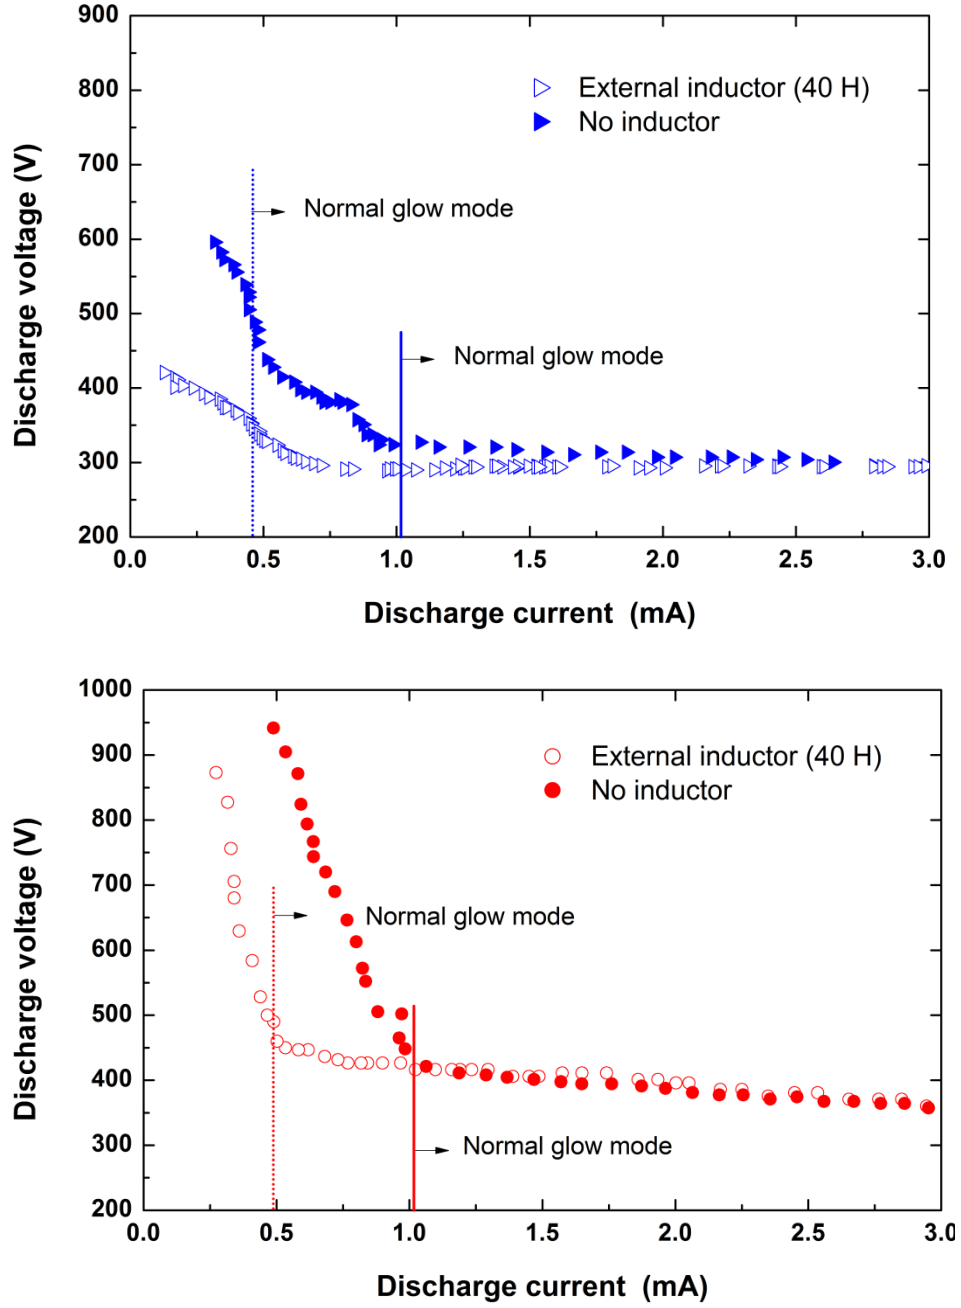 900
800
700
600
500
400
300
200
Discharge voltage (V)
External inductor (40 H)
No inductor
Normal glow mode
Normal glow mode
0.0 0.5 1.0 1.5 2.0 2.5 3.0
Discharge current (mA)
1000
900
800
700
600
500
400
300
200
Discharge voltage (V)
External inductor (40 H)
No inductor
Normal glow mode
Normal glow mode
0.0 0.5 1.0 1.5 2.0 2.5 3.0
Discharge current (mA)